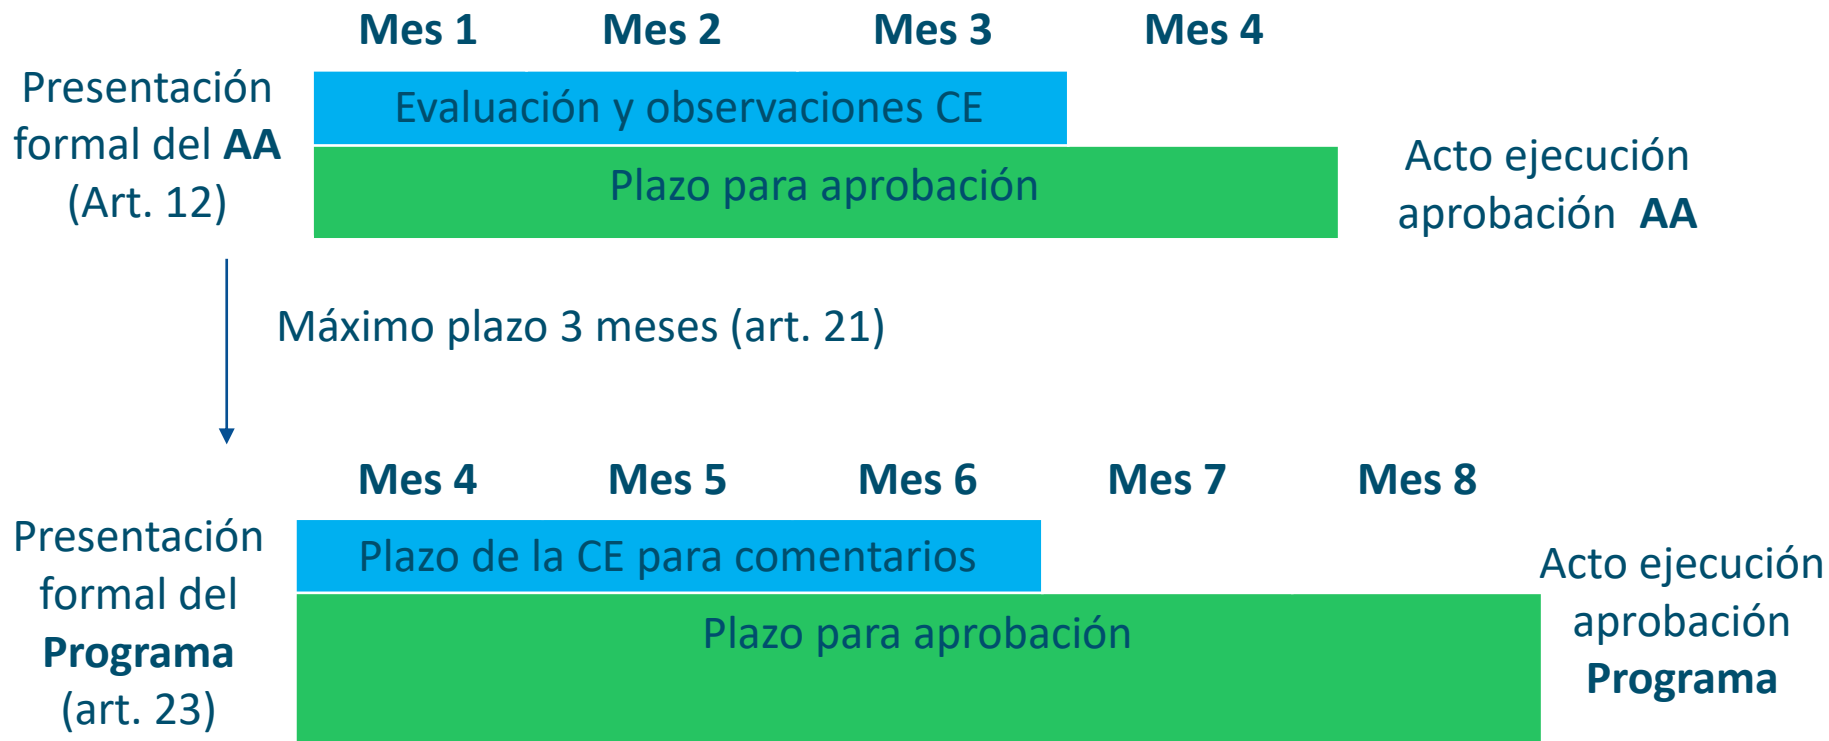 Mes 1 Mes 2 Mes 3 Mes 4
Presentación
formal del AA
(Art. 12)
Evaluación y observaciones CE
Plazo para aprobación
Acto ejecución
aprobación AA
Máximo plazo 3 meses (art. 21)
Mes 4 Mes 5 Mes 6 Mes 7 Mes 8
Presentación
formal del
Programa
(art. 23)
Plazo de la CE para comentarios
Plazo para aprobación
Acto ejecución
aprobación
Programa